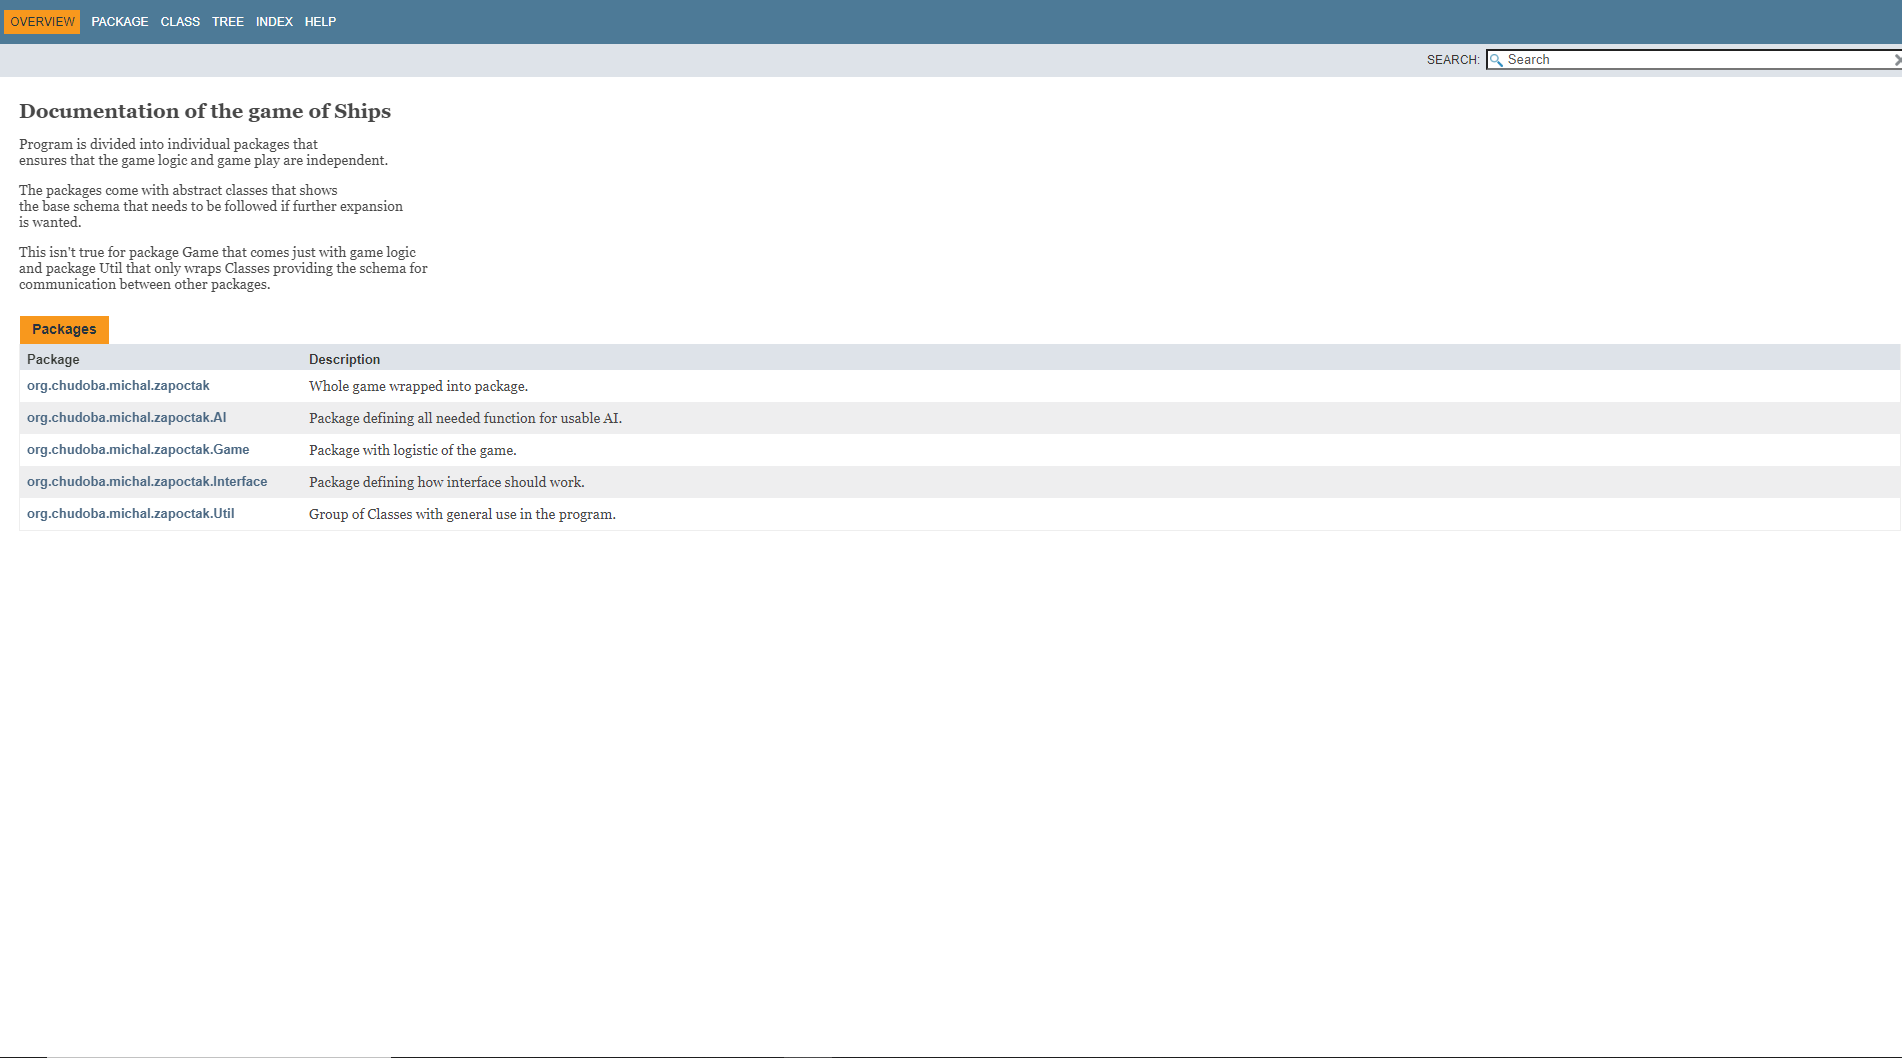 OVERVIEW PACKAGE CLASS TREE INDEX HELP
SEARCH: Search
Documentation of the game of Ships
Program is divided into individual packages that
ensures that the game logic and game play are independent.
The packages come with abstract classes that shows
the base schema that needs to be followed if further expansion
is wanted.
This isn't true for package Game that comes just with game logic
and package Util that only wraps Classes providing the schema for
communication between other packages.
Packages
Package Description
org.chudoba.michal.zapoctak Whole game wrapped into package.
org.chudoba.michal.zapoctak.AI Package defining all needed function for usable AI.
org.chudoba.michal.zapoctak.Game Package with logistic of the game.
org.chudoba.michal.zapoctak.Interface Package defining how interface should work.
org.chudoba.michal.zapoctak.Util Group of Classes with general use in the program.